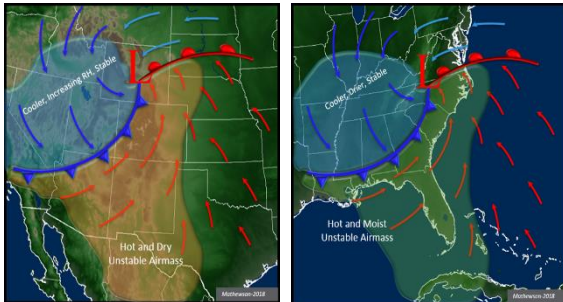 Cooler, Increasing RH, Stable
L
Hot and Dry
Unstable Airmass
Mathewson-2018
Cooler, Drier, Stable
L
Hot and Moist
Unstable Airmass
Mathewson-2018